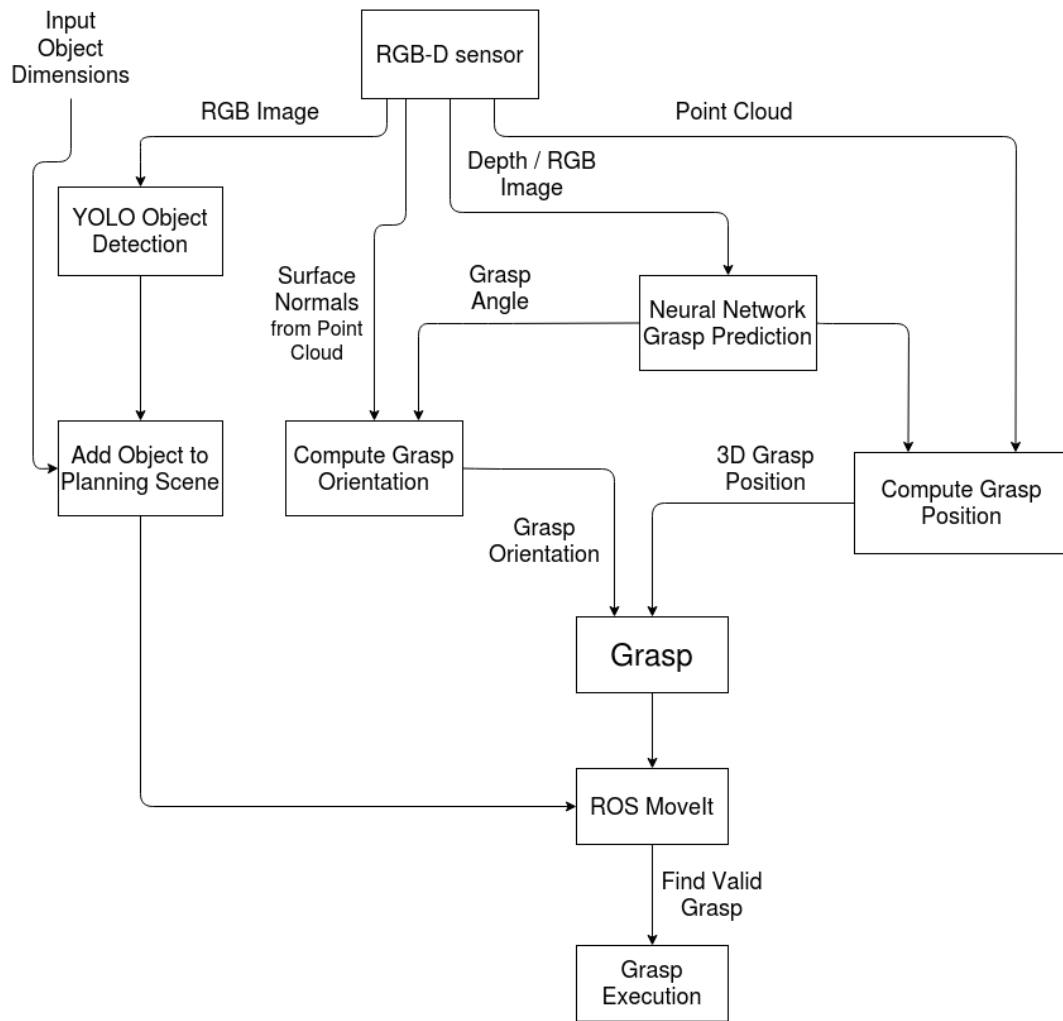 Input
Object
Dimensions
RGB-D sensor
RGB Image
Point Cloud
Depth / RGB
Image
YOLO Object
Detection
Surface
Normals
from Point
Cloud
Grasp
Angle
Neural Network
Grasp Prediction
Add Object to
Planning Scene
Compute Grasp
Orientation
3D Grasp
Position
Compute Grasp
Position
Grasp
Orientation
Grasp
ROS MoveIt
Find Valid
Grasp
Grasp
Execution